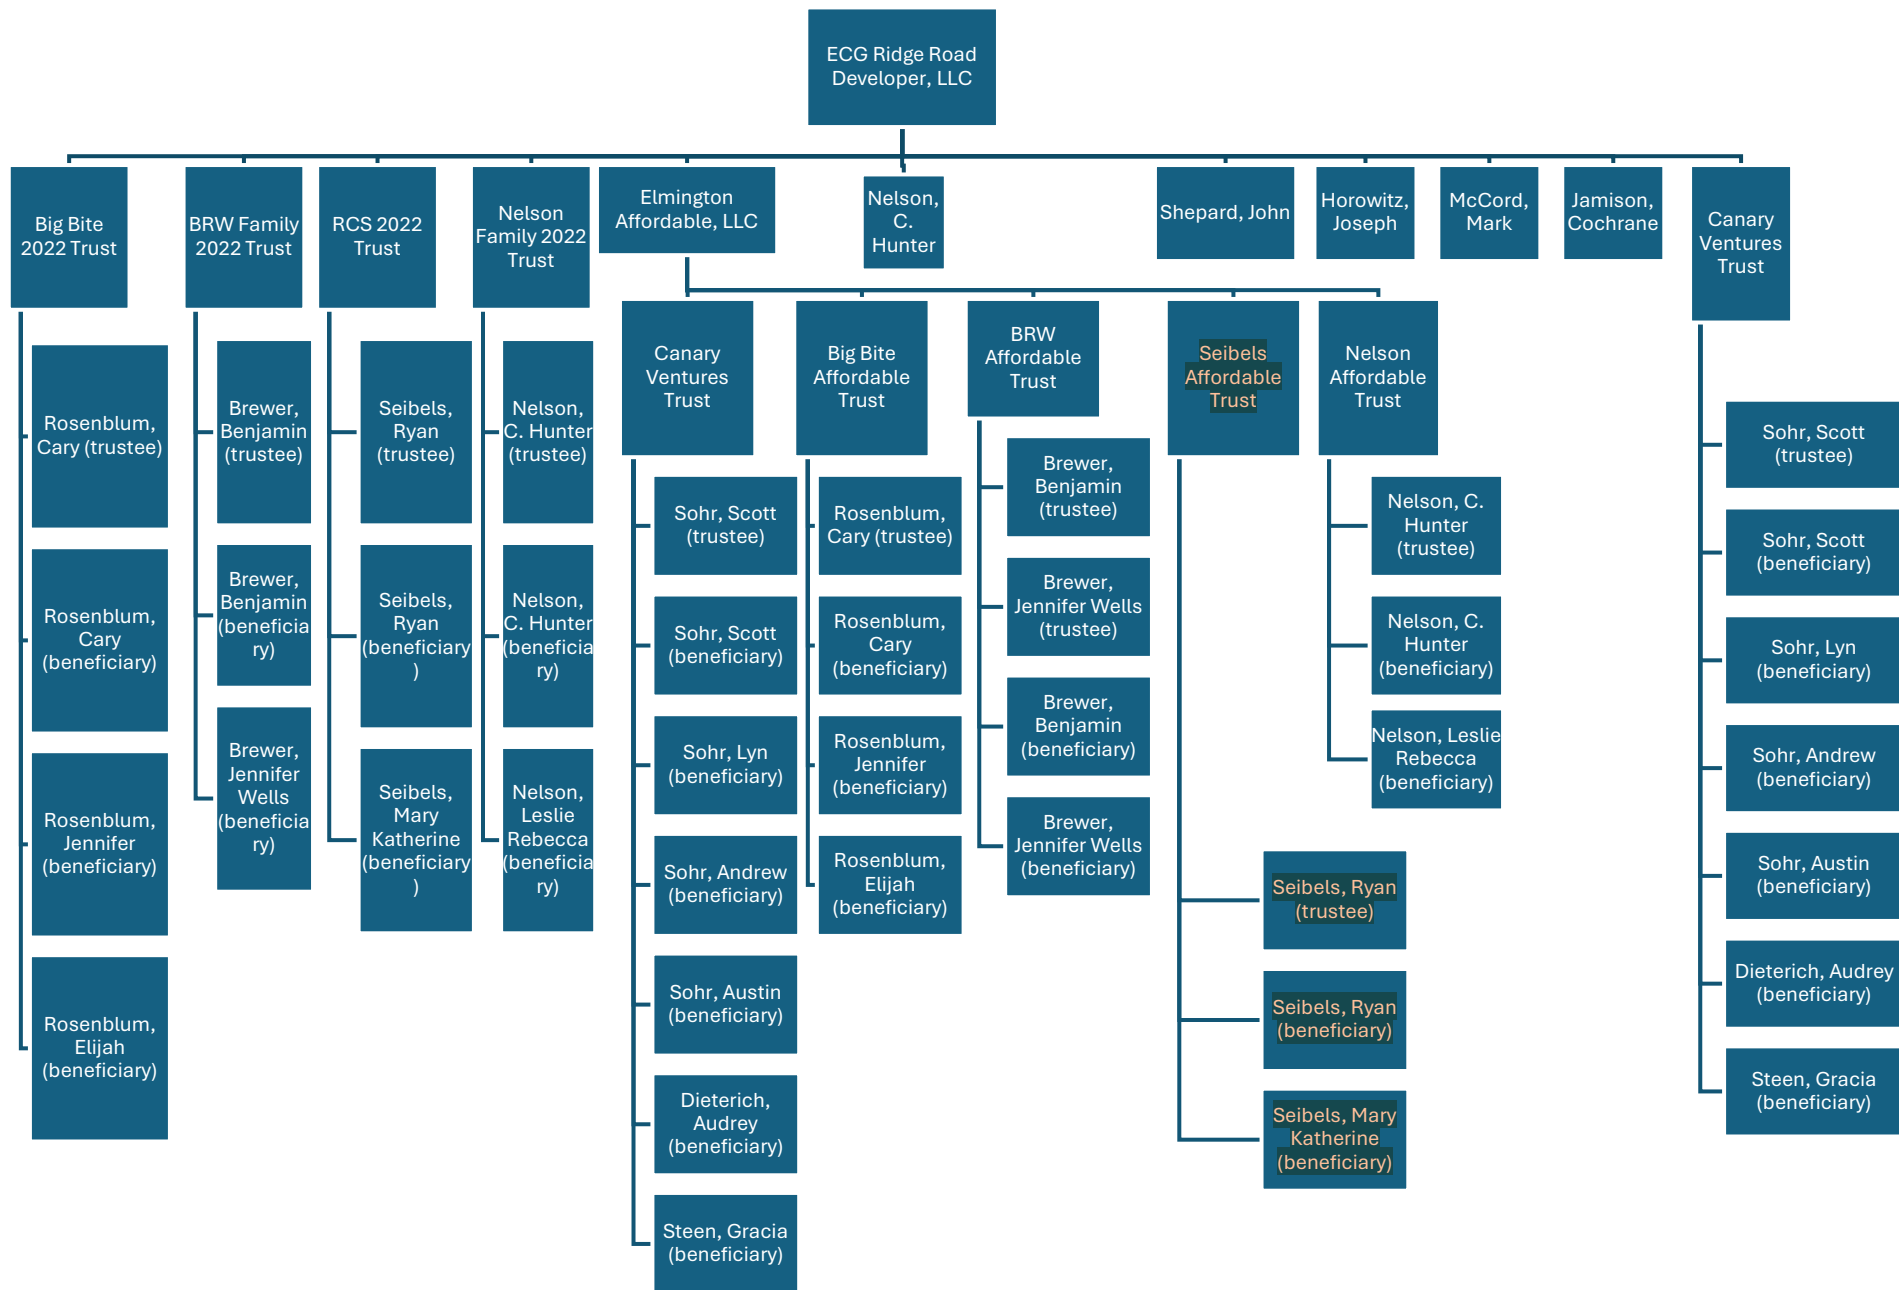 ECG Ridge Road
Developer, LLC
Big Bite
2022 Trust
BRW Family
2022 Trust
RCS 2022
Trust
Nelson
Family 2022
Trust
Elmington
Affordable, LLC
Nelson,
C.
Hunter
Shepard, John
Horowitz,
Joseph
McCord,
Mark
Jamison,
Cochrane
Canary
Ventures
Trust
Rosenblum,
Cary (trustee)
Rosenblum,
Cary
(beneficiary)
Rosenblum,
Jennifer
(beneficiary)
Rosenblum,
Elijah
(beneficiary)
Brewer,
Benjamin
(trustee)
Brewer,
Benjamin
(beneficia
ry)
Brewer,
Jennifer
Wells
(beneficia
ry)
Seibels,
Ryan
(trustee)
Seibels,
Ryan
(beneficiary
)
Seibels,
Mary
Katherine
(beneficiary
)
Nelson,
C. Hunter
(trustee)
Nelson,
C. Hunter
(beneficia
ry)
Nelson,
Leslie
Rebecca
(beneficia
ry)
Canary
Ventures
Trust
Sohr, Scott
(trustee)
Sohr, Scott
(beneficiary)
Sohr, Lyn
(beneficiary)
Sohr, Andrew
(beneficiary)
Sohr, Austin
(beneficiary)
Dieterich,
Audrey
(beneficiary)
Steen, Gracia
(beneficiary)
Big Bite
Affordable
Trust
Rosenblum,
Cary (trustee)
Rosenblum,
Cary
(beneficiary)
Rosenblum,
Jennifer
(beneficiary)
Rosenblum,
Elijah
(beneficiary)
BRW
Affordable
Trust
Brewer,
Benjamin
(trustee)
Brewer,
Jennifer Wells
(trustee)
Brewer,
Benjamin
(beneficiary)
Brewer,
Jennifer Wells
(beneficiary)
Seibels
Affordable
Trust
Seibels, Ryan
(trustee)
Seibels, Ryan
(beneficiary)
Seibels, Mary
Katherine
(beneficiary)
Nelson
Affordable
Trust
Nelson, C.
Hunter
(trustee)
Nelson, C.
Hunter
(beneficiary)
Nelson, Leslie
Rebecca
(beneficiary)
Sohr, Scott
(trustee)
Sohr, Scott
(beneficiary)
Sohr, Lyn
(beneficiary)
Sohr, Andrew
(beneficiary)
Sohr, Austin
(beneficiary)
Dieterich, Audrey
(beneficiary)
Steen, Gracia
(beneficiary)